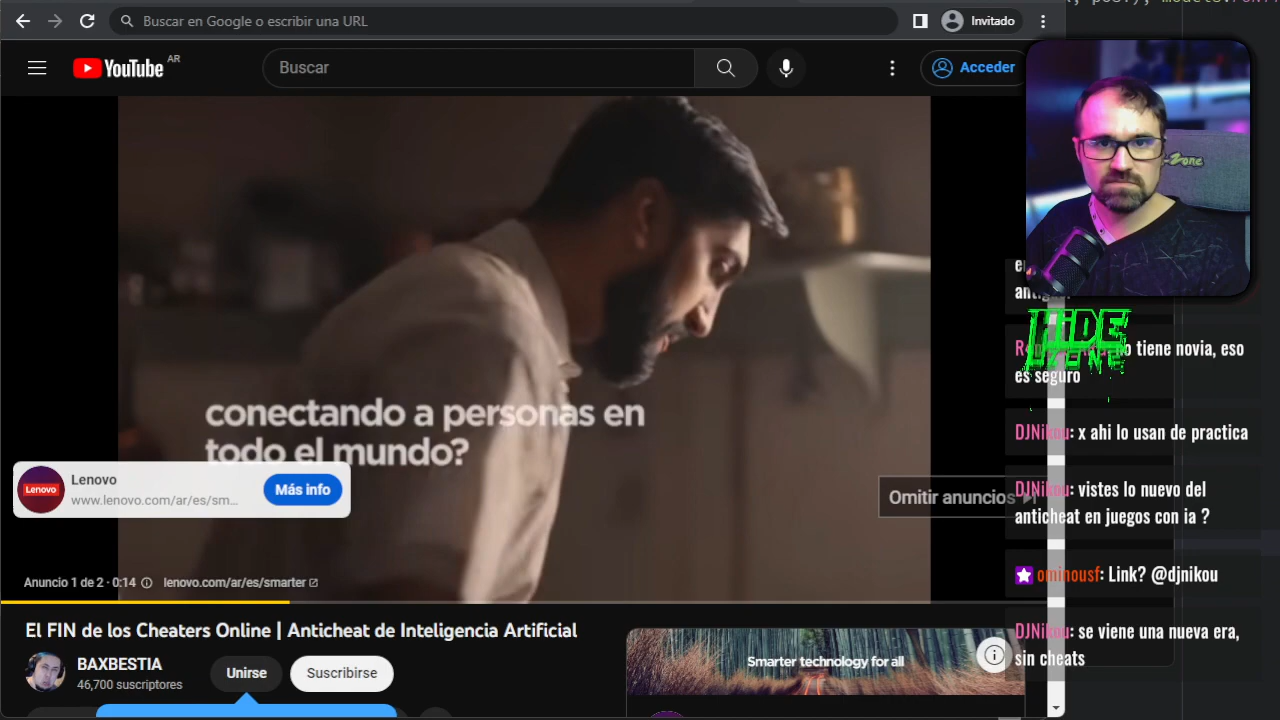 Buscar en Google o escribir una URL
Invitado
YouTube AR
Buscar
Acceder
-Zone
conectando a personas en
todo el mundo?
Lenovo
Lenovo
www.lenovo.com/ar/es/sm...
Más info
Omitir anuncios
Anuncio 1 de 2 · 0:14
lenovo.com/ar/es/smarter
El FIN de los Cheaters Online | Anticheat de Inteligencia Artificial
BAXBESTIA
46,700 suscriptores
Unirse
Suscribirse
Smarter technology for all
HiDE
no tiene novia, eso
es seguro
DJNikou: x ahi lo usan de practica
DJNikou: vistes lo nuevo del
anticheat en juegos con ia ?
ominousf: Link? @djnikou
DJNikou: se viene una nueva era,
sin cheats